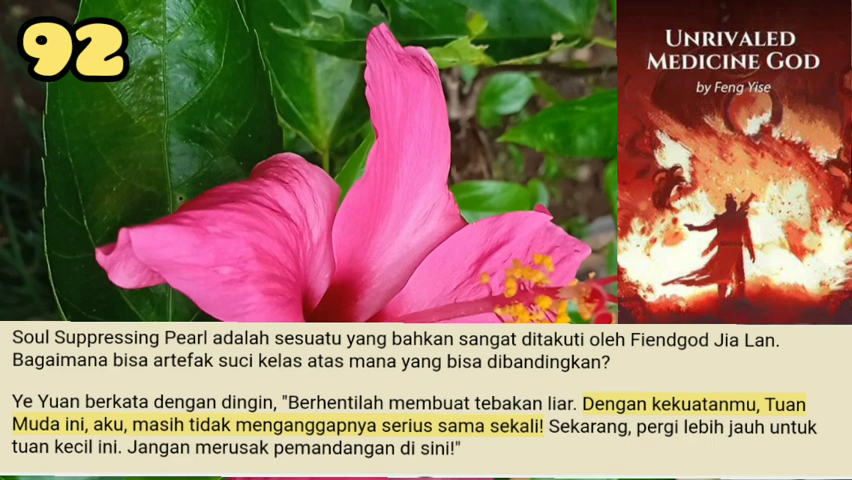 92
UNRIVALED
MEDICINE GOD
by Feng Yise
Soul Suppressing Pearl adalah sesuatu yang bahkan sangat ditakuti oleh Fiendgod Jia Lan.
Bagaimana bisa artefak suci kelas atas mana yang bisa dibandingkan?
Ye Yuan berkata dengan dingin, "Berhentilah membuat tebakan liar. Dengan kekuatanmu, Tuan
Muda ini, aku, masih tidak menganggapnya serius sama sekali! Sekarang, pergi lebih jauh untuk
tuan kecil ini. Jangan merusak pemandangan di sini!"